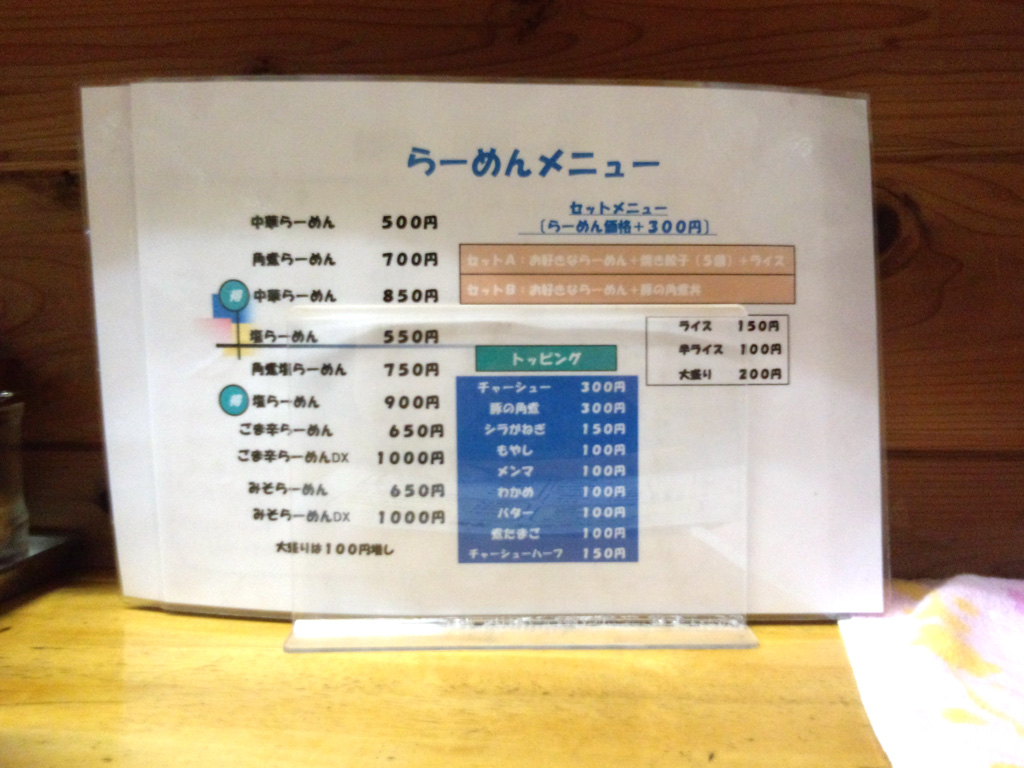 らーめんメニュー
中華らーめん 500円
角煮らーめん 700円
得 中華らーめん 850円
塩らーめん 550円
角煮塩らーめん 750円
得 塩らーめん 900円
ごま辛らーめん 650円
ごま辛らーめんDX 1000円
みそらーめん 650円
みそらーめんDX 1000円
大盛りは100円増し
セットメニュー
〔らーめん価格+300円〕
セットA:お好きならーめん+焼き餃子〔5個〕+ライス
セットB:お好きならーめん+豚の角煮丼
ライス 150円
半ライス 100円
大盛り 200円
トッピング
チャーシュー 300円
豚の角煮 300円
シラガねぎ 150円
もやし 100円
メンマ 100円
わかめ 100円
バター 100円
煮たまご 100円
チャーシューハーフ 150円